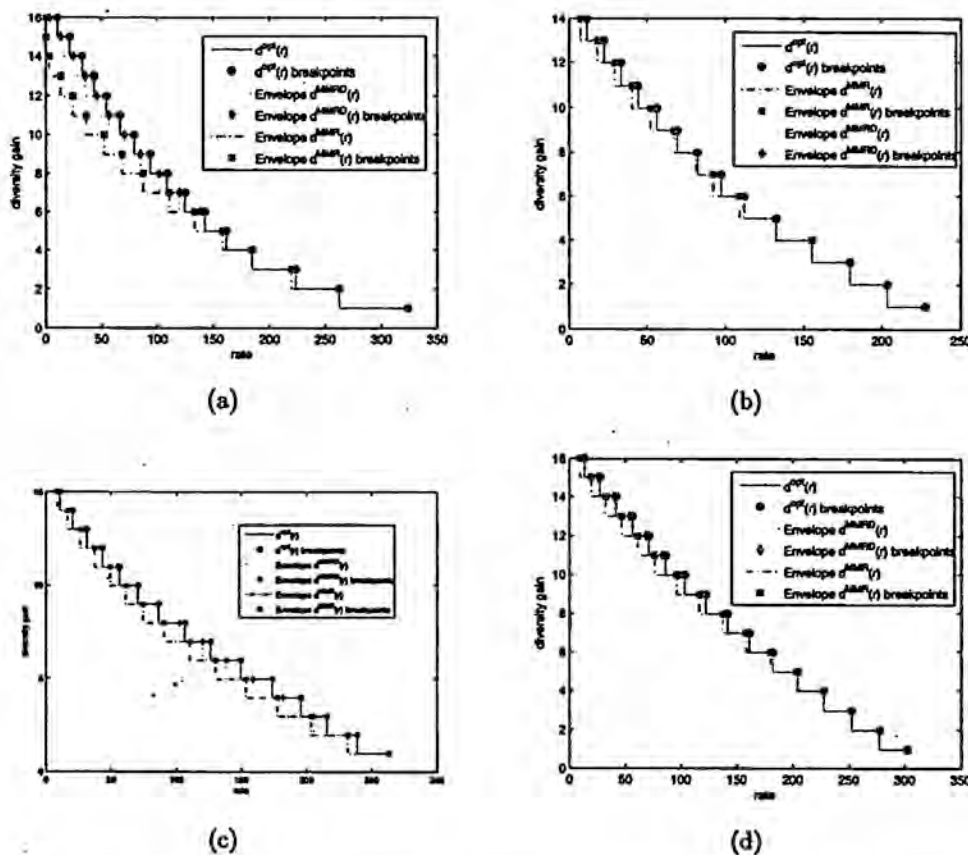 16
14
12
10
8
6
4
2
0
diversity gain
0 50 100 150 200 250 300 350
rate
d^opt(r)
d^opt(r) breakpoints
Envelope d^MMRD(r)
Envelope d^MMRD(r) breakpoints
Envelope d^MMR(r)
Envelope d^MMR(r) breakpoints
(a)
14
12
10
8
6
4
2
0
diversity gain
0 50 100 150 200 250
rate
d^opt(r)
d^opt(r) breakpoints
Envelope d^MMR(r)
Envelope d^MMR(r) breakpoints
Envelope d^MMRD(r)
Envelope d^MMRD(r) breakpoints
(b)
diversity gain
rate
(c)
16
14
12
10
8
6
4
2
0
diversity gain
0 50 100 150 200 250 300 350
rate
d^opt(r)
d^opt(r) breakpoints
Envelope d^MMRD(r)
Envelope d^MMRD(r) breakpoints
Envelope d^MMR(r)
Envelope d^MMR(r) breakpoints
(d)